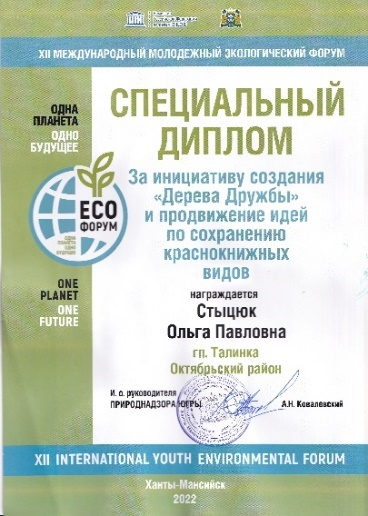 XII МЕЖДУНАРОДНЫЙ МОЛОДЕЖНЫЙ ЭКОЛОГИЧЕСКИЙ ФОРУМ
ОДНА
ПЛАНЕТА
ОДНО
БУДУЩЕЕ
ECO
ФОРУМ
ONE
PLANET
ONE
FUTURE
СПЕЦИАЛЬНЫЙ
ДИПЛОМ
За инициативу создания
«Дерева Дружбы»
и продвижение идей
по сохранению
краснокнижных
видов
награждается
Стыцюк
Ольга Павловна
гп. Талинка
Октябрьский район
И. о. руководителя
ПРИРОДНАДЗОРА ЮГРЫ
А.Н. Ковалевский
XII INTERNATIONAL YOUTH ENVIRONMENTAL FORUM
Ханты-Мансийск
2022